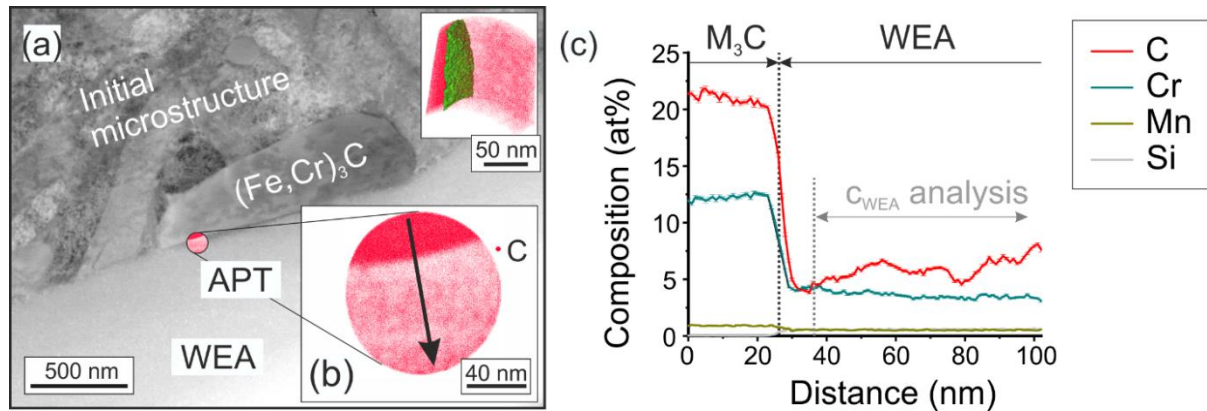 (a)
Initial
microstructure
(Fe,Cr)₃C
50 nm
APT
C
WEA
500 nm
(b)
40 nm
(c)
M₃C
WEA
25
20
15
10
5
0
Composition (at%)
c_WEA analysis
0
20
40
60
80
100
Distance (nm)
C
Cr
Mn
Si